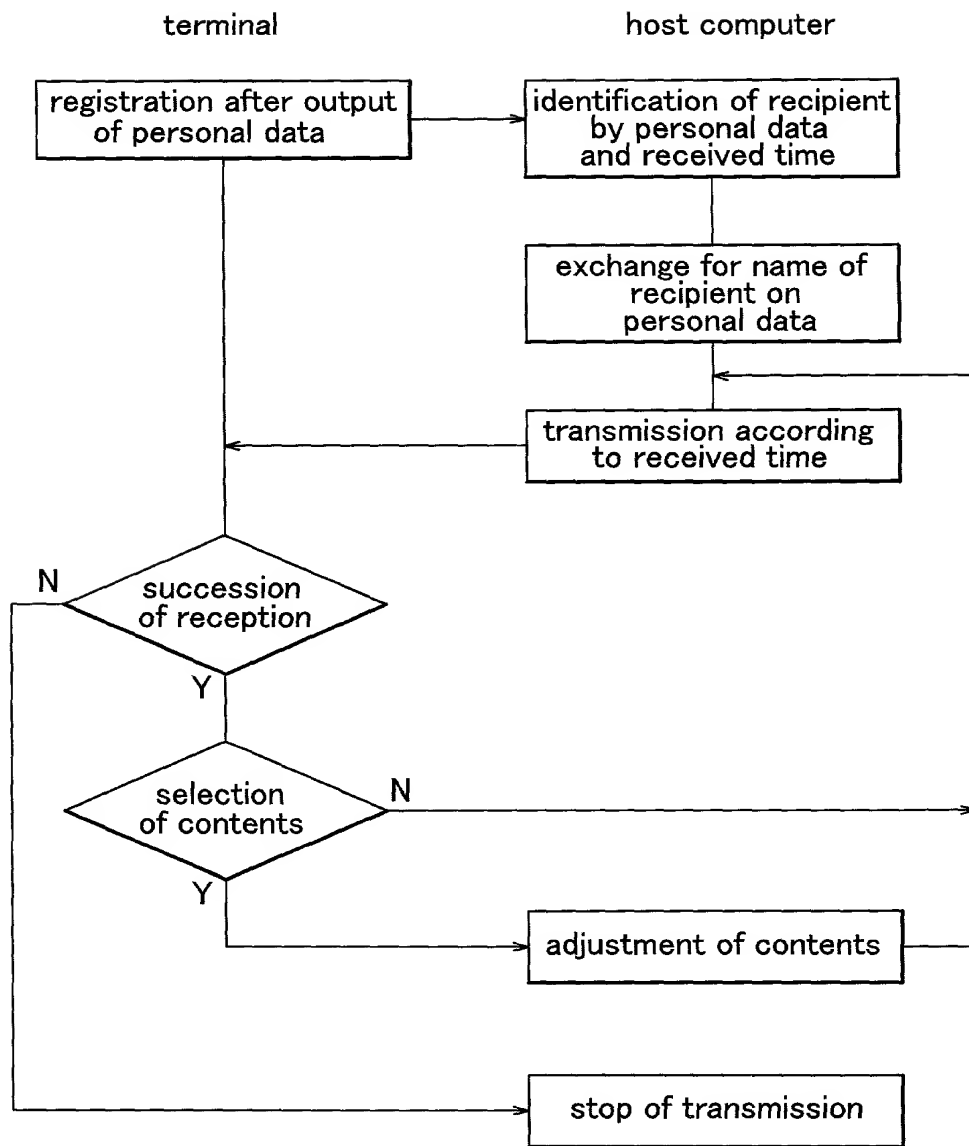 terminal
host computer
registration after output
of personal data
identification of recipient
by personal data
and received time
exchange for name of
recipient on
personal data
transmission according
to received time
N
succession
of reception
Y
selection
of contents
N
Y
adjustment of contents
stop of transmission